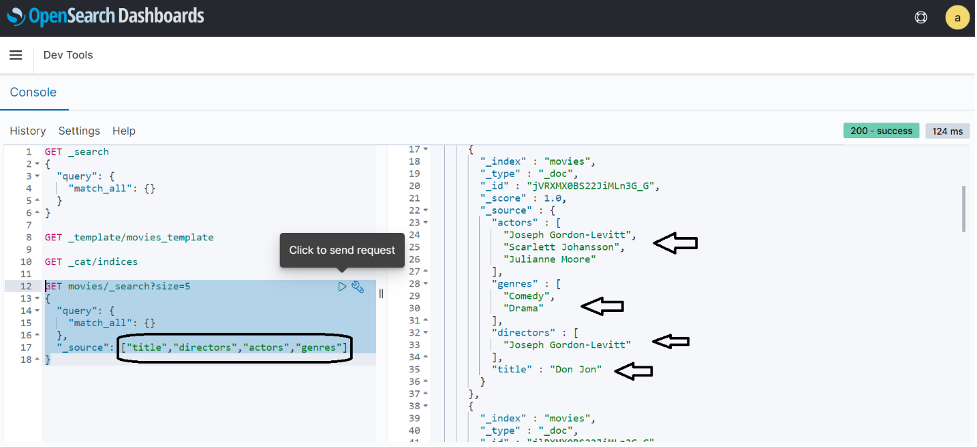 OpenSearch Dashboards
a
Dev Tools
Console
History Settings Help
200 - success 124 ms
1 GET _search
2 {
3 "query": {
4 "match_all": {}
5 }
6 }
7
8 GET _template/movies_template
9
10 GET _cat/indices
11
12 GET movies/_search?size=5
13 {
14 "query": {
15 "match_all": {}
16 },
17 "_source": ["title","directors","actors","genres"]
18 }
Click to send request
17 {
18 "_index" : "movies",
19 "_type" : "_doc",
20 "_id" : "jVRXMX0BS22JiMLn3G_G",
21 "_score" : 1.0,
22 "_source" : {
23 "actors" : [
24 "Joseph Gordon-Levitt",
25 "Scarlett Johansson",
26 "Julianne Moore"
27 ],
28 "genres" : [
29 "Comedy",
30 "Drama"
31 ],
32 "directors" : [
33 "Joseph Gordon-Levitt"
34 ],
35 "title" : "Don Jon"
36 }
37 },
38 {
39 "_index" : "movies",
40 "_type" : "_doc",